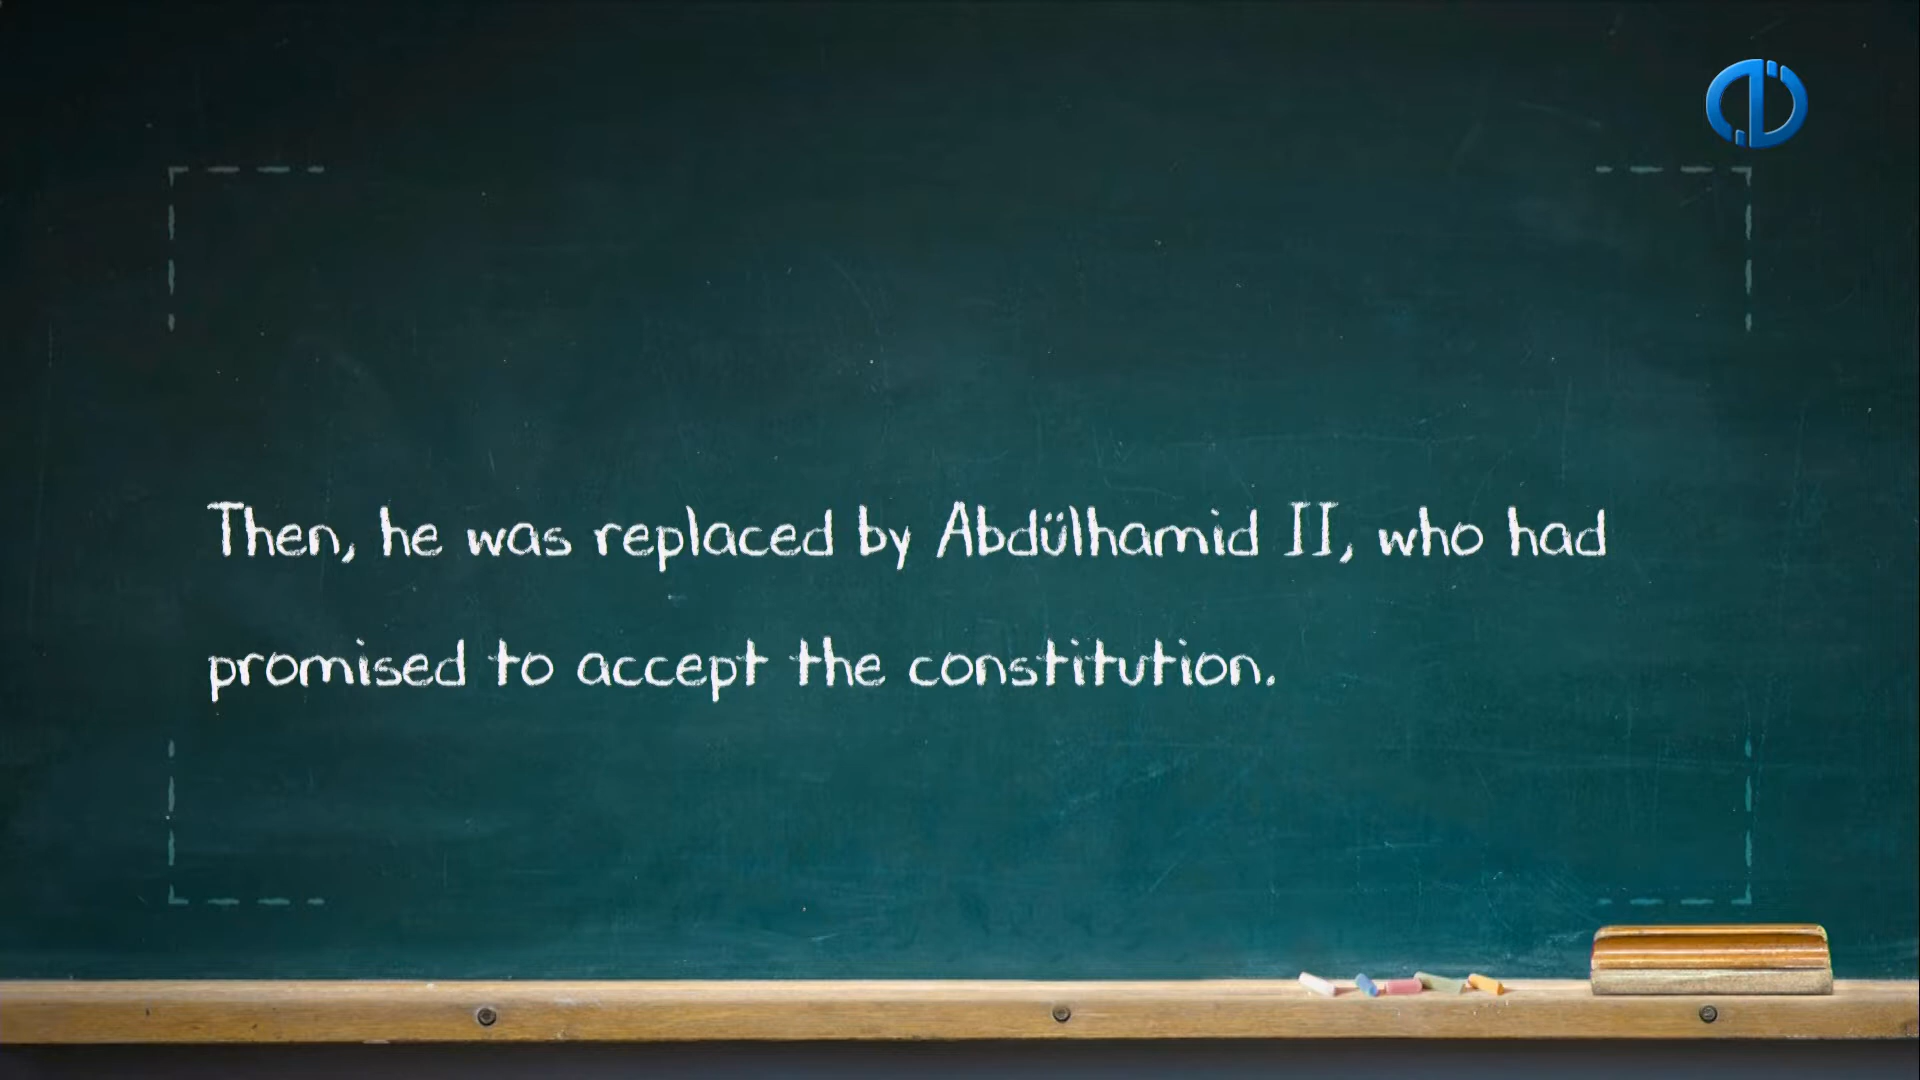 Then, he was replaced by Abdülhamid II, who had
promised to accept the constitution.